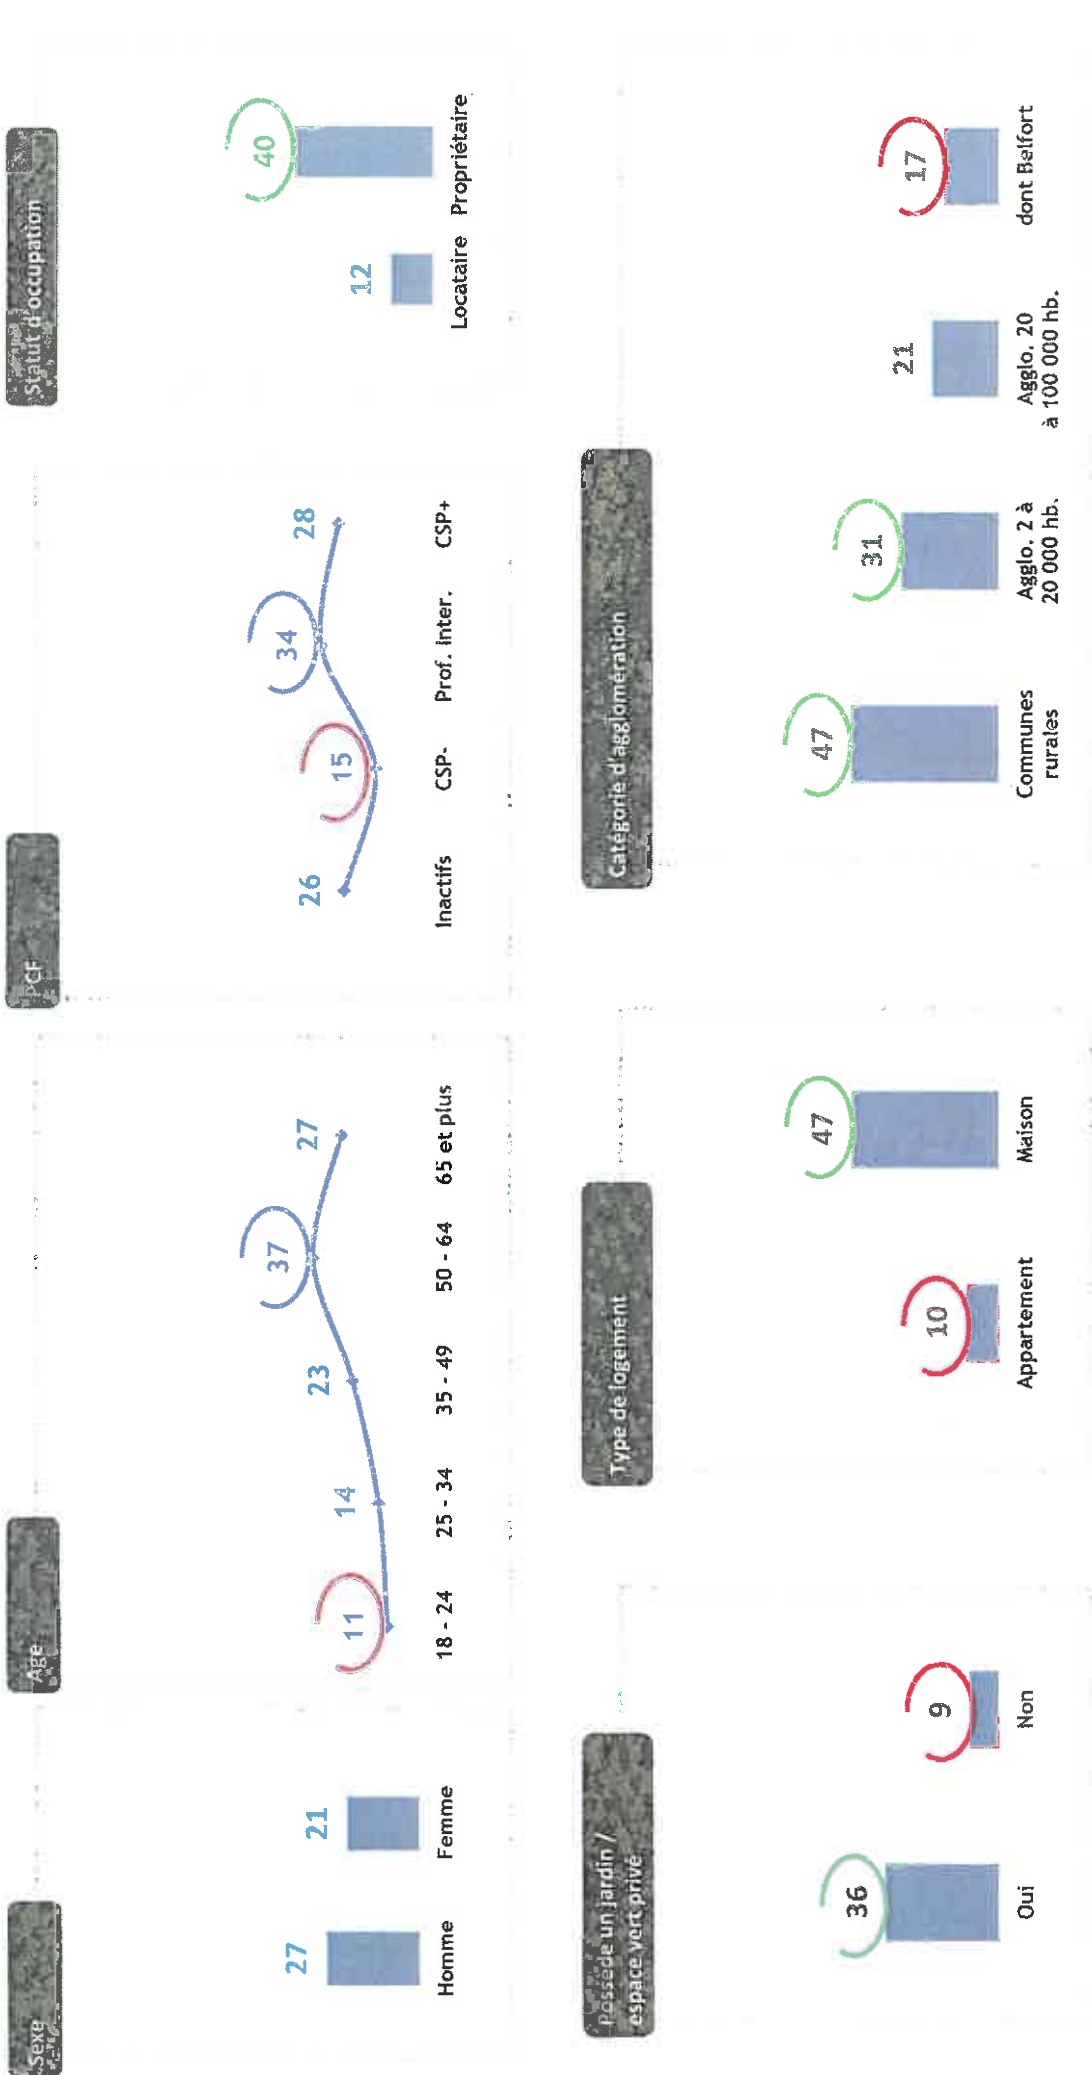 Sexe
27
21
Homme
Femme
Age
11
14
23
37
27
18 - 24
25 - 34
35 - 49
50 - 64
65 et plus
PCF
26
15
34
28
Inactifs
CSP-
Prof. Inter.
CSP+
Statut d'occupation
12
40
Locataire
Propriétaire
Possède un jardin /
espace vert privé
36
9
Oui
Non
Type de logement
10
47
Appartement
Maison
Catégorie d'agglomération
47
31
21
17
Communes
rurales
Agglo. 2 à
20 000 hb.
Agglo. 20
à 100 000 hb.
dont Belfort